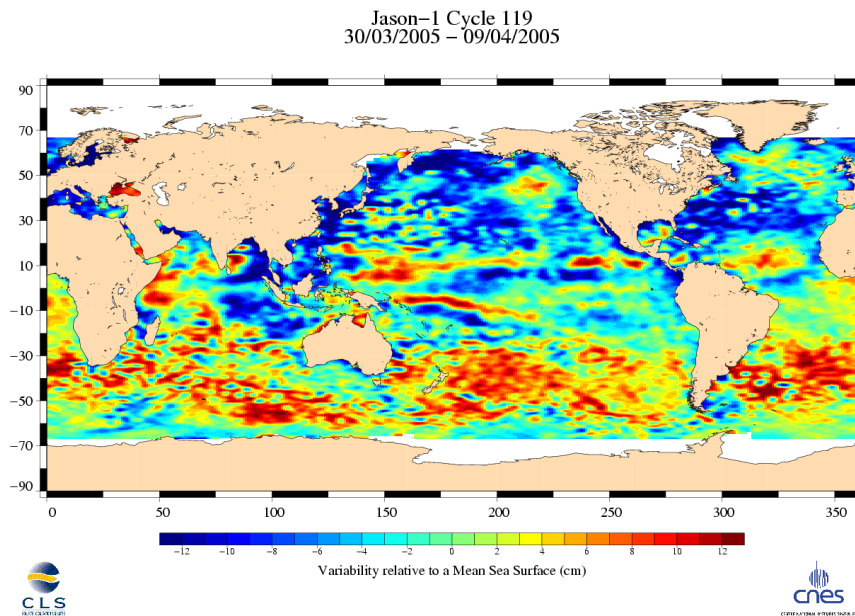 Jason−1 Cycle 119
30/03/2005 − 09/04/2005
90
70
50
30
10
−10
−30
−50
−70
−90
0 50 100 150 200 250 300 350
−12 −10 −8 −6 −4 −2 0 2 4 6 8 10 12
Variability relative to a Mean Sea Surface (cm)
CLS
cnes